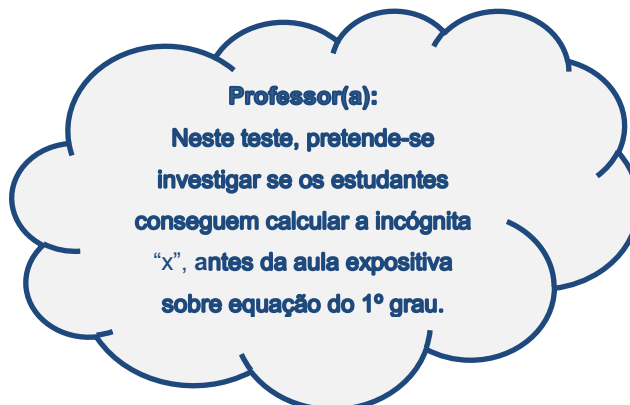 Professor(a):
Neste teste, pretende-se
investigar se os estudantes
conseguem calcular a incógnita
“x”, antes da aula expositiva
sobre equação do 1º grau.